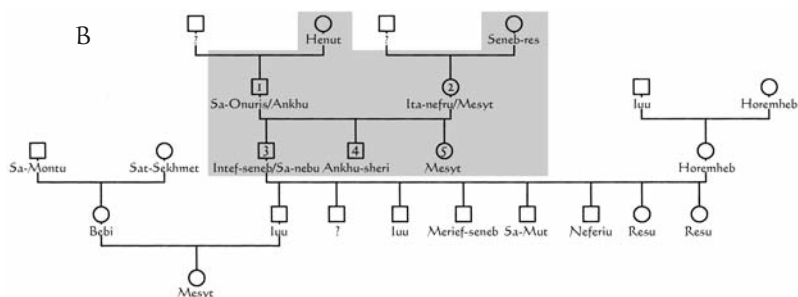 B
? Henut ? Seneb-res
1 2
Sa-Onuris/Ankhu Ita-nefru/Mesyt Iuu Horemheb
3 4 5
Sa-Montu Sat-Sekhmet Intef-seneb/Sa-nebu Ankhu-sheri Mesyt Horemheb
Bebi Iuu ? Iuu Merief-seneb Sa-Mut Neferiu Resu Resu
Mesyt